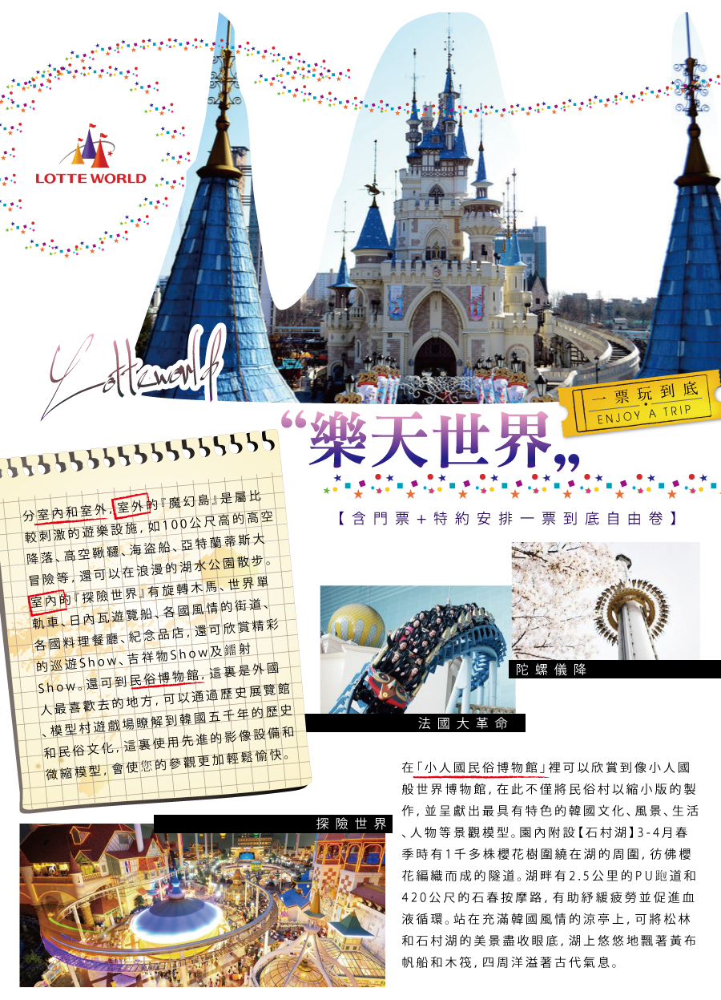 LOTTE WORLD
Lotteworld
一票玩到底
ENJOY A TRIP
“樂天世界”
【含門票+特約安排一票到底自由卷】
分室內和室外,室外的『魔幻島』是屬比
較刺激的遊樂設施,如100公尺高的高空
降落、高空鞦韆、海盜船、亞特蘭蒂斯大
冒險等,還可以在浪漫的湖水公園散步。
室內的『探險世界』有旋轉木馬、世界單
軌車、日內瓦遊覽船、各國風情的街道、
各國料理餐廳、紀念品店,還可欣賞精彩
的巡遊Show、吉祥物Show及鐳射
Show。還可到民俗博物館,這裏是外國
人最喜歡去的地方,可以通過歷史展覽館
、模型村遊戲場瞭解到韓國五千年的歷史
和民俗文化,這裏使用先進的影像設備和
微縮模型,會使您的參觀更加輕鬆愉快。
陀螺儀降
法國大革命
探險世界
在「小人國民俗博物館」裡可以欣賞到像小人國
般世界博物館,在此不僅將民俗村以縮小版的製
作,並呈獻出最具有特色的韓國文化、風景、生活
、人物等景觀模型。園內附設【石村湖】3-4月春
季時有1千多株櫻花樹圍繞在湖的周圍,彷佛櫻
花編織而成的隧道。湖畔有2.5公里的PU跑道和
420公尺的石春按摩路,有助紓緩疲勞並促進血
液循環。站在充滿韓國風情的涼亭上,可將松林
和石村湖的美景盡收眼底,湖上悠悠地飄著黃布
帆船和木筏,四周洋溢著古代氣息。